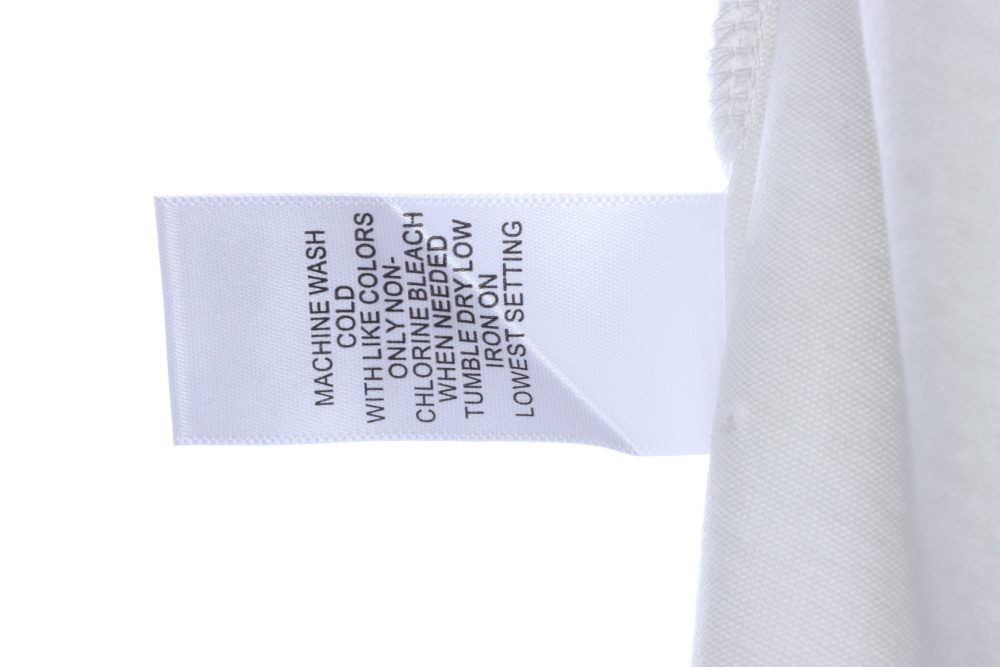 MACHINE WASH
COLD
WITH LIKE COLORS
ONLY NON-
CHLORINE BLEACH
WHEN NEEDED
TUMBLE DRY LOW
IRON ON
LOWEST SETTING